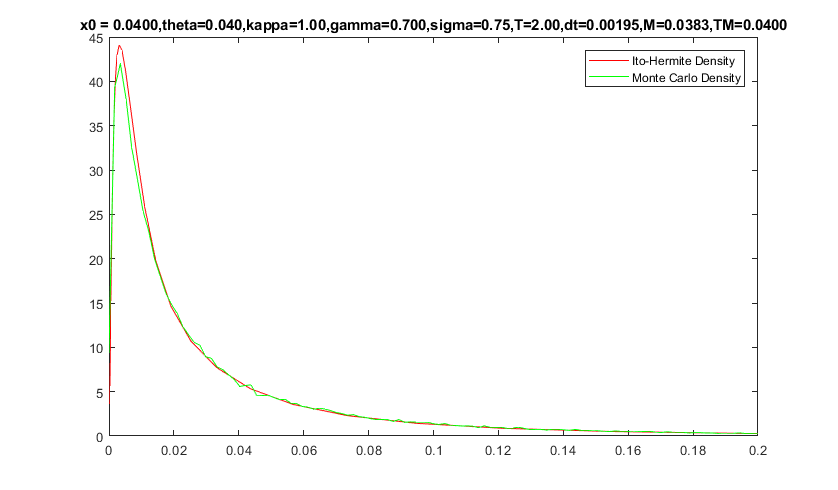 x0 = 0.0400,theta=0.040,kappa=1.00,gamma=0.700,sigma=0.75,T=2.00,dt=0.00195,M=0.0383,TM=0.0400
Ito-Hermite Density
Monte Carlo Density
45
40
35
30
25
20
15
10
5
0
0 0.02 0.04 0.06 0.08 0.1 0.12 0.14 0.16 0.18 0.2